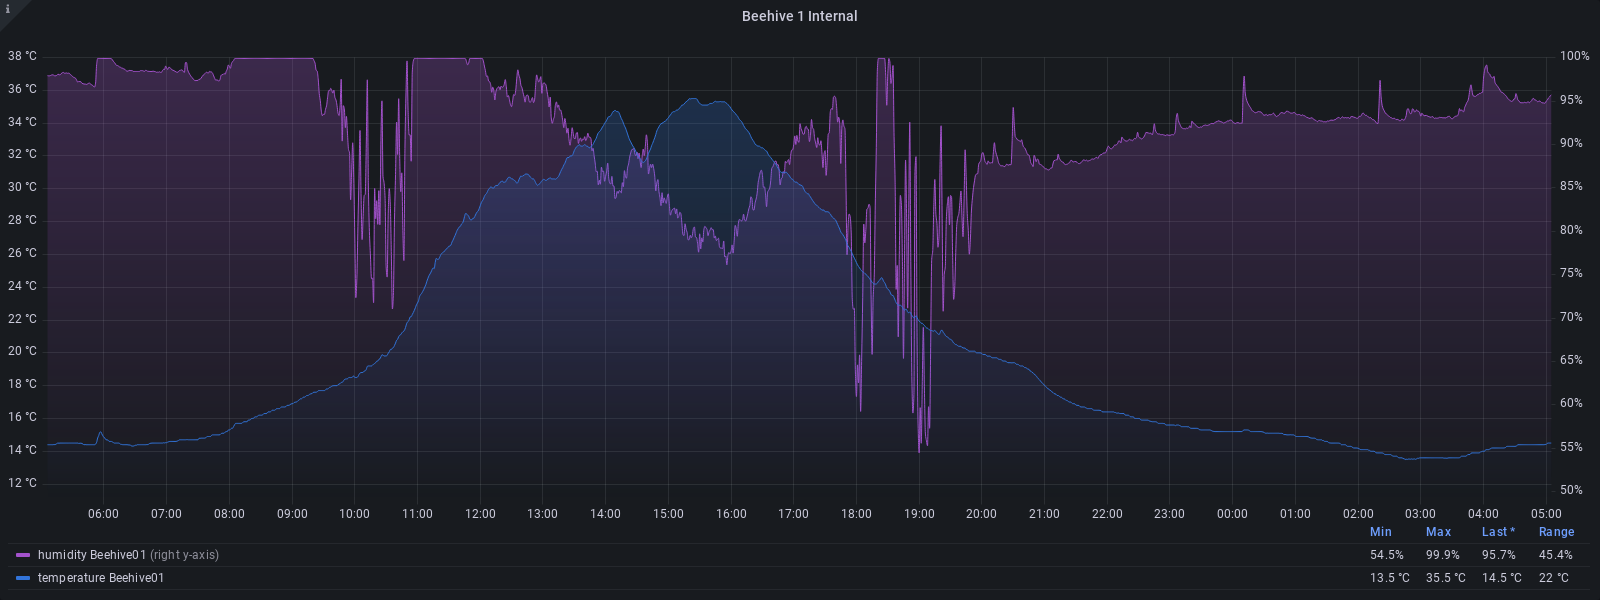 i
Beehive 1 Internal
38 °C 100%
36 °C 95%
34 °C 90%
32 °C 85%
30 °C 80%
28 °C 75%
26 °C 70%
24 °C 65%
22 °C 60%
20 °C 55%
18 °C 50%
16 °C
14 °C
12 °C
06:00 07:00 08:00 09:00 10:00 11:00 12:00 13:00 14:00 15:00 16:00 17:00 18:00 19:00 20:00 21:00 22:00 23:00 00:00 01:00 02:00 03:00 04:00 05:00
Min Max Last * Range
humidity Beehive01 (right y-axis) 54.5% 99.9% 95.7% 45.4%
temperature Beehive01 13.5 °C 35.5 °C 14.5 °C 22 °C